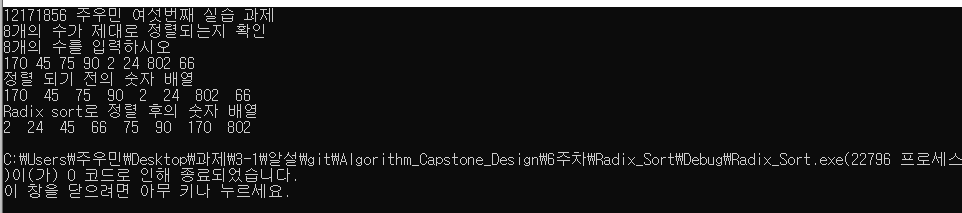 12171856 주우민 여섯번째 실습 과제
8개의 수가 제대로 정렬되는지 확인
8개의 수를 입력하시오
170 45 75 90 2 24 802 66
정렬 되기 전의 숫자 배열
170  45  75  90  2  24  802  66
Radix sort로 정렬 후의 숫자 배열
2  24  45  66  75  90  170  802
C:₩Users₩주우민₩Desktop₩과제₩3-1₩알설₩git₩Algorithm_Capstone_Design₩6주차₩Radix_Sort₩Debug₩Radix_Sort.exe(22796 프로세스
)이(가) 0 코드로 인해 종료되었습니다.
이 창을 닫으려면 아무 키나 누르세요.